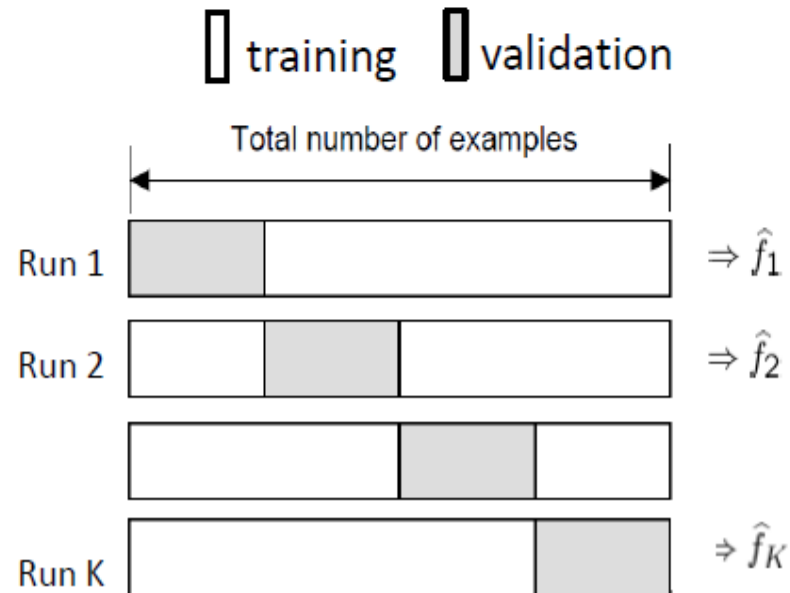 training validation
Total number of examples
Run 1 ⇒ f̂₁
Run 2 ⇒ f̂₂
Run K ⇒ f̂K